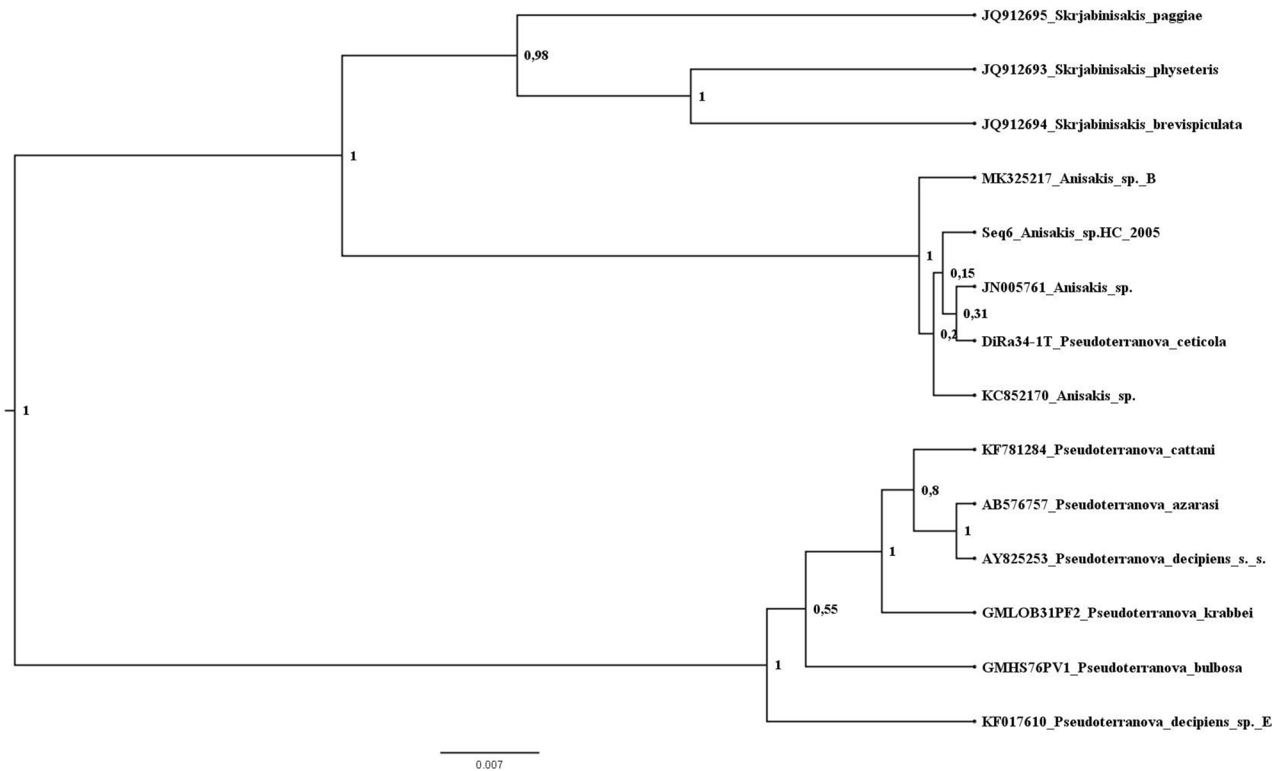 JQ912695_Skrjabinisakis_paggiae
0,98
JQ912693_Skrjabinisakis_physeteris
1
JQ912694_Skrjabinisakis_brevispiculata
1
MK325217_Anisakis_sp._B
Seq6_Anisakis_sp.HC_2005
1
0,15
JN005761_Anisakis_sp.
0,31
0,2
DiRa34-1T_Pseudoterranova_ceticola
KC852170_Anisakis_sp.
1
KF781284_Pseudoterranova_cattani
0,8
AB576757_Pseudoterranova_azarasi
1
1
AY825253_Pseudoterranova_decipiens_s._s.
0,55
GMLOB31PF2_Pseudoterranova_krabbei
1
GMHS76PV1_Pseudoterranova_bulbosa
KF017610_Pseudoterranova_decipiens_sp._E
0.007